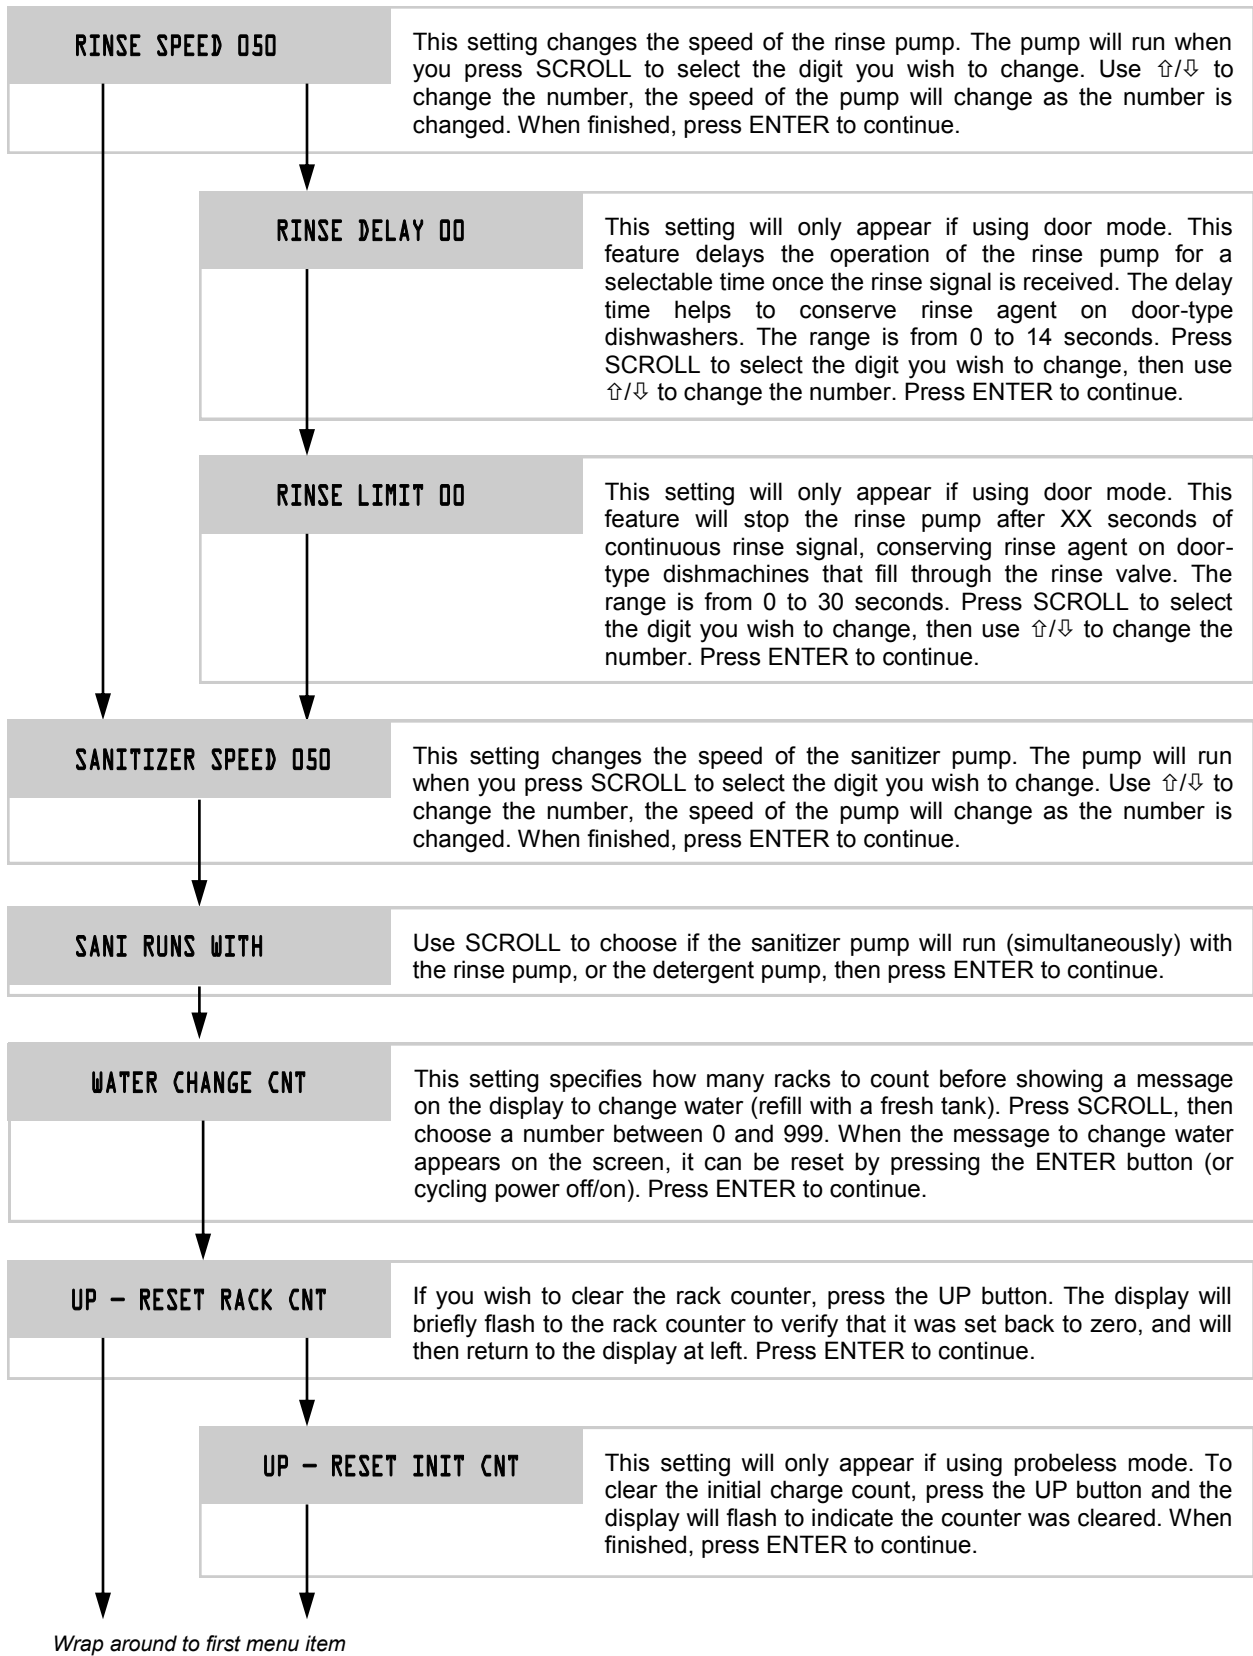 RINSE SPEED 050
This setting changes the speed of the rinse pump. The pump will run when
you press SCROLL to select the digit you wish to change. Use ⇧/⇩ to
change the number, the speed of the pump will change as the number is
changed. When finished, press ENTER to continue.
RINSE DELAY 00
This setting will only appear if using door mode. This
feature delays the operation of the rinse pump for a
selectable time once the rinse signal is received. The delay
time helps to conserve rinse agent on door-type
dishwashers. The range is from 0 to 14 seconds. Press
SCROLL to select the digit you wish to change, then use
⇧/⇩ to change the number. Press ENTER to continue.
RINSE LIMIT 00
This setting will only appear if using door mode. This
feature will stop the rinse pump after XX seconds of
continuous rinse signal, conserving rinse agent on door-
type dishmachines that fill through the rinse valve. The
range is from 0 to 30 seconds. Press SCROLL to select
the digit you wish to change, then use ⇧/⇩ to change the
number. Press ENTER to continue.
SANITIZER SPEED 050
This setting changes the speed of the sanitizer pump. The pump will run
when you press SCROLL to select the digit you wish to change. Use ⇧/⇩ to
change the number, the speed of the pump will change as the number is
changed. When finished, press ENTER to continue.
SANI RUNS WITH
Use SCROLL to choose if the sanitizer pump will run (simultaneously) with
the rinse pump, or the detergent pump, then press ENTER to continue.
WATER CHANGE CNT
This setting specifies how many racks to count before showing a message
on the display to change water (refill with a fresh tank). Press SCROLL, then
choose a number between 0 and 999. When the message to change water
appears on the screen, it can be reset by pressing the ENTER button (or
cycling power off/on). Press ENTER to continue.
UP – RESET RACK CNT
If you wish to clear the rack counter, press the UP button. The display will
briefly flash to the rack counter to verify that it was set back to zero, and will
then return to the display at left. Press ENTER to continue.
UP – RESET INIT CNT
This setting will only appear if using probeless mode. To
clear the initial charge count, press the UP button and the
display will flash to indicate the counter was cleared. When
finished, press ENTER to continue.
Wrap around to first menu item